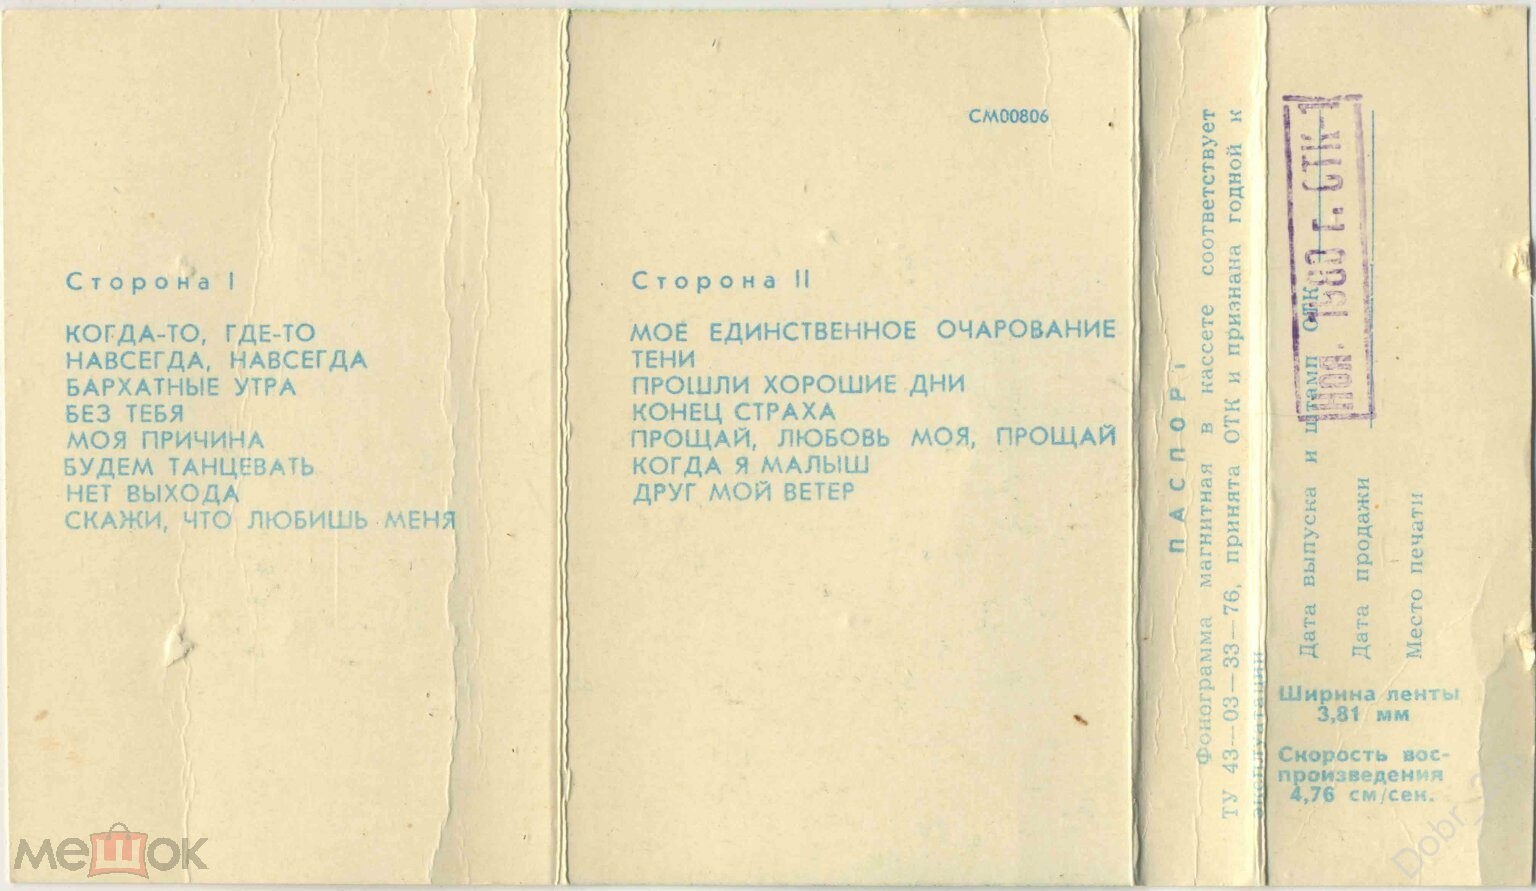 Сторона I
КОГДА-ТО, ГДЕ-ТО
НАВСЕГДА, НАВСЕГДА
БАРХАТНЫЕ УТРА
БЕЗ ТЕБЯ
МОЯ ПРИЧИНА
БУДЕМ ТАНЦЕВАТЬ
НЕТ ВЫХОДА
СКАЖИ, ЧТО ЛЮБИШЬ МЕНЯ
СМ00806
Сторона II
МОЕ ЕДИНСТВЕННОЕ ОЧАРОВАНИЕ
ТЕНИ
ПРОШЛИ ХОРОШИЕ ДНИ
КОНЕЦ СТРАХА
ПРОЩАЙ, ЛЮБОВЬ МОЯ, ПРОЩАЙ
КОГДА Я МАЛЫШ
ДРУГ МОЙ ВЕТЕР
ПАСПОРТ
Фонограмма магнитная в кассете соответствует
ТУ 43—03—33—76, принята ОТК и признана годной к
эксплуатации
Дата выпуска и штамп ОТК
НОЯ. 1980 г. СТК-1
Дата продажи
Место печати
Ширина ленты
3,81 мм
Скорость вос-
произведения
4,76 см/сек.
мешок